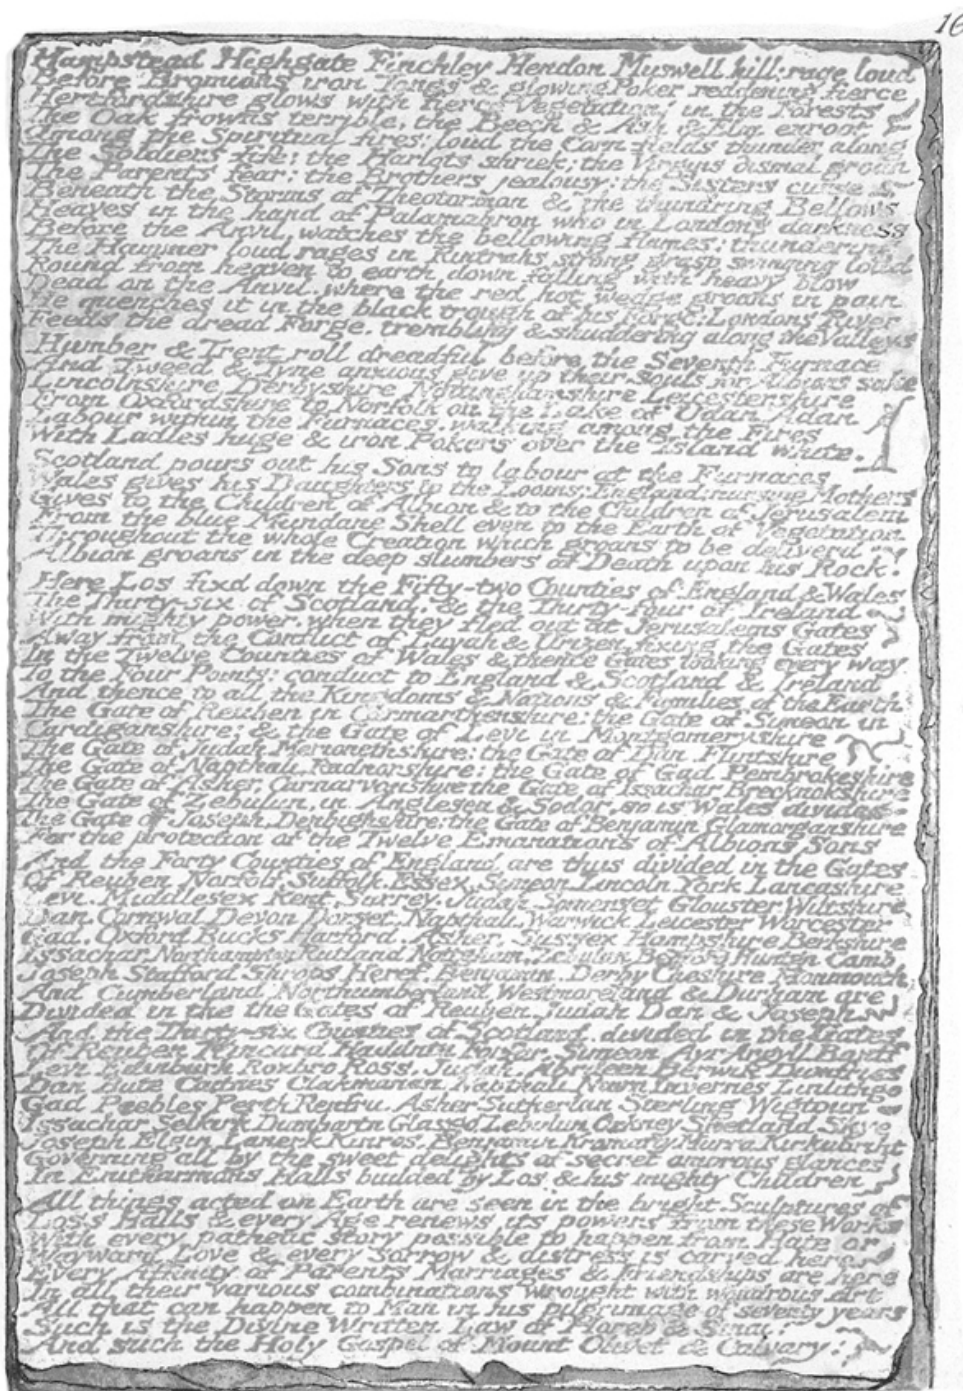 16
Hampstead Highgate Finchley Hendon Muswell hill: rage loud
Before Bromions iron Tongs & glowing Poker reddening fierce
Hertfordshire glows with fierce Vegetation! in the Forests
The Oak frowns terrible, the Beech & Ash & Elm enroot
Among the Spiritual fires; loud the Corn fields thunder along
The Soldiers fife; the Harlots shriek; the Virgins dismal groan
The Parents fear: the Brothers jealousy: the Sisters curse
Beneath the Storms of Theotormon & the thundring Bellows
Heaves in the hand of Palamabron who in Londons darkness
Before the Anvil, watches the bellowing flames: thundering
The Hammer loud rages in Rintrahs strong grasp swinging loud
Round from heaven to earth down falling with heavy blow
Dead on the Anvil, where the red hot wedge groans in pain
He quenches it in the black trough of his Forge: Londons River
Feeds the dread Forge, trembling & shuddering along the Valleys
Humber & Trent roll dreadful before the Seventh Furnace
And Tweed & Tyne anxious give up their Souls for Albions sake
Lincolnshire Derbyshire Nottinghamshire Leicestershire
From Oxfordshire to Norfolk on the Lake of Udan Adan
Labour within the Furnaces, walking among the Fires
With Ladles huge & iron Pokers over the Island white.
Scotland pours out his Sons to labour at the Furnaces
Wales gives his Daughters to the Looms; England: nursing Mothers
Gives to the Children of Albion & to the Children of Jerusalem
From the blue Mundane Shell even to the Earth of Vegetation
Throughout the whole Creation which groans to be deliverd
Albion groans in the deep slumbers of Death upon his Rock.
Here Los fixd down the Fifty-two Counties of England & Wales
The Thirty-six of Scotland, & the Thirty-four of Ireland
With mighty power, when they fled out at Jerusalems Gates
Away from the Conflict of Luvah & Urizen, fixing the Gates
In the Twelve Counties of Wales & thence Gates looking every way
To the Four Points: conduct to England & Scotland & Ireland
And thence to all the Kingdoms & Nations & Families of the Earth
The Gate of Reuben in Carmarthenshire: the Gate of Simeon in
Cardiganshire: & the Gate of Levi in Montgomeryshire
The Gate of Judah Merionethshire: the Gate of Dan Flintshire
The Gate of Napthali, Radnorshire: the Gate of Gad Pembrokeshire
The Gate of Asher, Carnarvonshire the Gate of Issachar Brecknokshire
The Gate of Zebulun, in Anglesea & Sodor, so is Wales divided
The Gate of Joseph, Denbighshire: the Gate of Benjamin Glamorganshire
For the protection of the Twelve Emanations of Albions Sons
And the Forty Counties of England are thus divided in the Gates
Of Reuben Norfolk, Suffolk, Essex, Simeon Lincoln York Lancashire
Levi. Middlesex Kent Surrey. Judah Somerset Glouster Wiltshire
Dan. Cornwal Devon Dorset. Napthali, Warwick Leicester Worcester
Gad. Oxford Bucks Harford. Asher, Sussex Hampshire Berkshire
Issachar, Northampton Rutland Nottgham. Zebulun Bedford Huntgn Camb
Joseph Stafford Shrops Heref. Benjamin. Derby Cheshire Monmouth;
And Cumberland Northumberland Westmoreland & Durham are
Divided in the the Gates of Reuben, Judah Dan & Joseph
And the Thirty-six Counties of Scotland, divided in the Gates
Of Reuben Kincard Haddntn Forfar, Simeon Ayr Argyll Banff
Levi Edinburh Roxbro Ross. Judah, Abrdeen Berwik Dumfries
Dan Bute Caitnes Clakmanan. Napthali Nairn Invernes Linlithgo
Gad Peebles Perth Renfru. Asher Sutherlan Sterling Wigtoun
Issachar Selkirk Dumbartn Glasgo Zebulun Orkney Shetland Skye
Joseph Elgin Lanerk Kinros. Benjamin Kromaty Murra Kirkubriht
Governing all by the sweet delights of secret amorous glances
In Enitharmons Halls builded by Los & his mighty Children
All things acted on Earth are seen in the bright Sculptures of
Los's Halls & every Age renews its powers from these Works
With every pathetic story possible to happen from Hate or
Wayward Love & every sorrow & distress is carved here
Every Affinity of Parents Marriages & Friendships are here
In all their various combinations wrought with wondrous Art
All that can happen to Man in his pilgrimage of seventy years
Such is the Divine Written Law of Horeb & Sinai:
And such the Holy Gospel of Mount Olivet & Calvary: